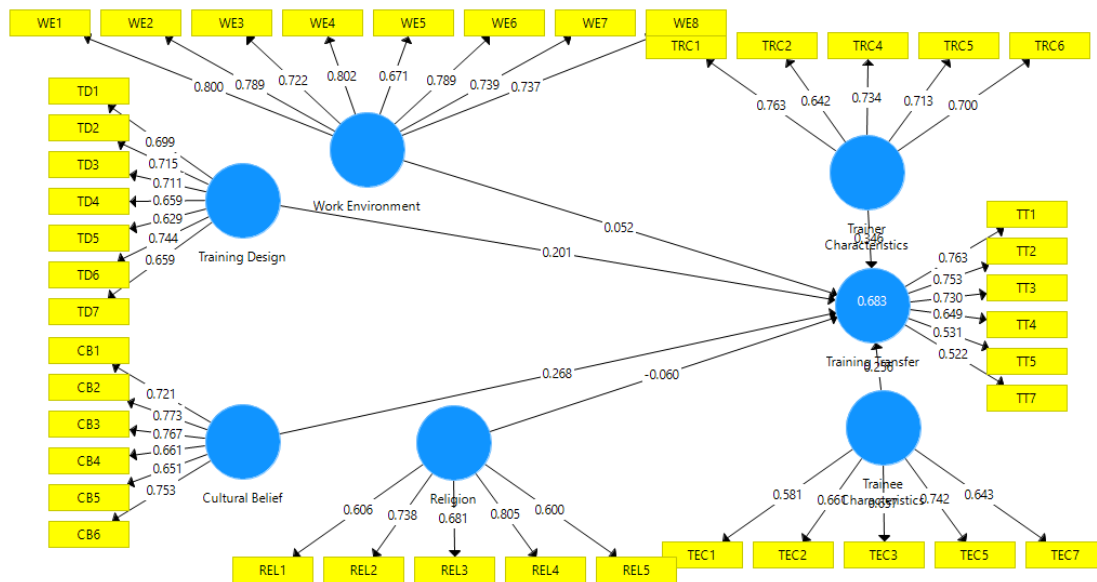 WE1 WE2 WE3 WE4 WE5 WE6 WE7 WE8
TRC1 TRC2 TRC4 TRC5 TRC6
0.800 0.789 0.722 0.802 0.671 0.789 0.739 0.737
0.763 0.642 0.734 0.713 0.700
TD1
TD2
TD3
TD4
TD5
TD6
TD7
0.699
0.715
0.711
0.659
0.629
0.744
0.659
Training Design
Work Environment
Trainer
Characteristics
0.201
0.052
0.346
TT1
TT2
TT3
TT4
TT5
TT7
0.763
0.753
0.730
0.649
0.531
0.522
0.683
Training Transfer
CB1
CB2
CB3
CB4
CB5
CB6
0.721
0.773
0.767
0.661
0.651
0.753
Cultural Belief
0.268
-0.060
0.256
Religion
Trainee
Characteristics
0.606 0.738 0.681 0.805 0.600
0.581 0.661 0.742 0.643
REL1 REL2 REL3 REL4 REL5
TEC1 TEC2 TEC3 TEC5 TEC7